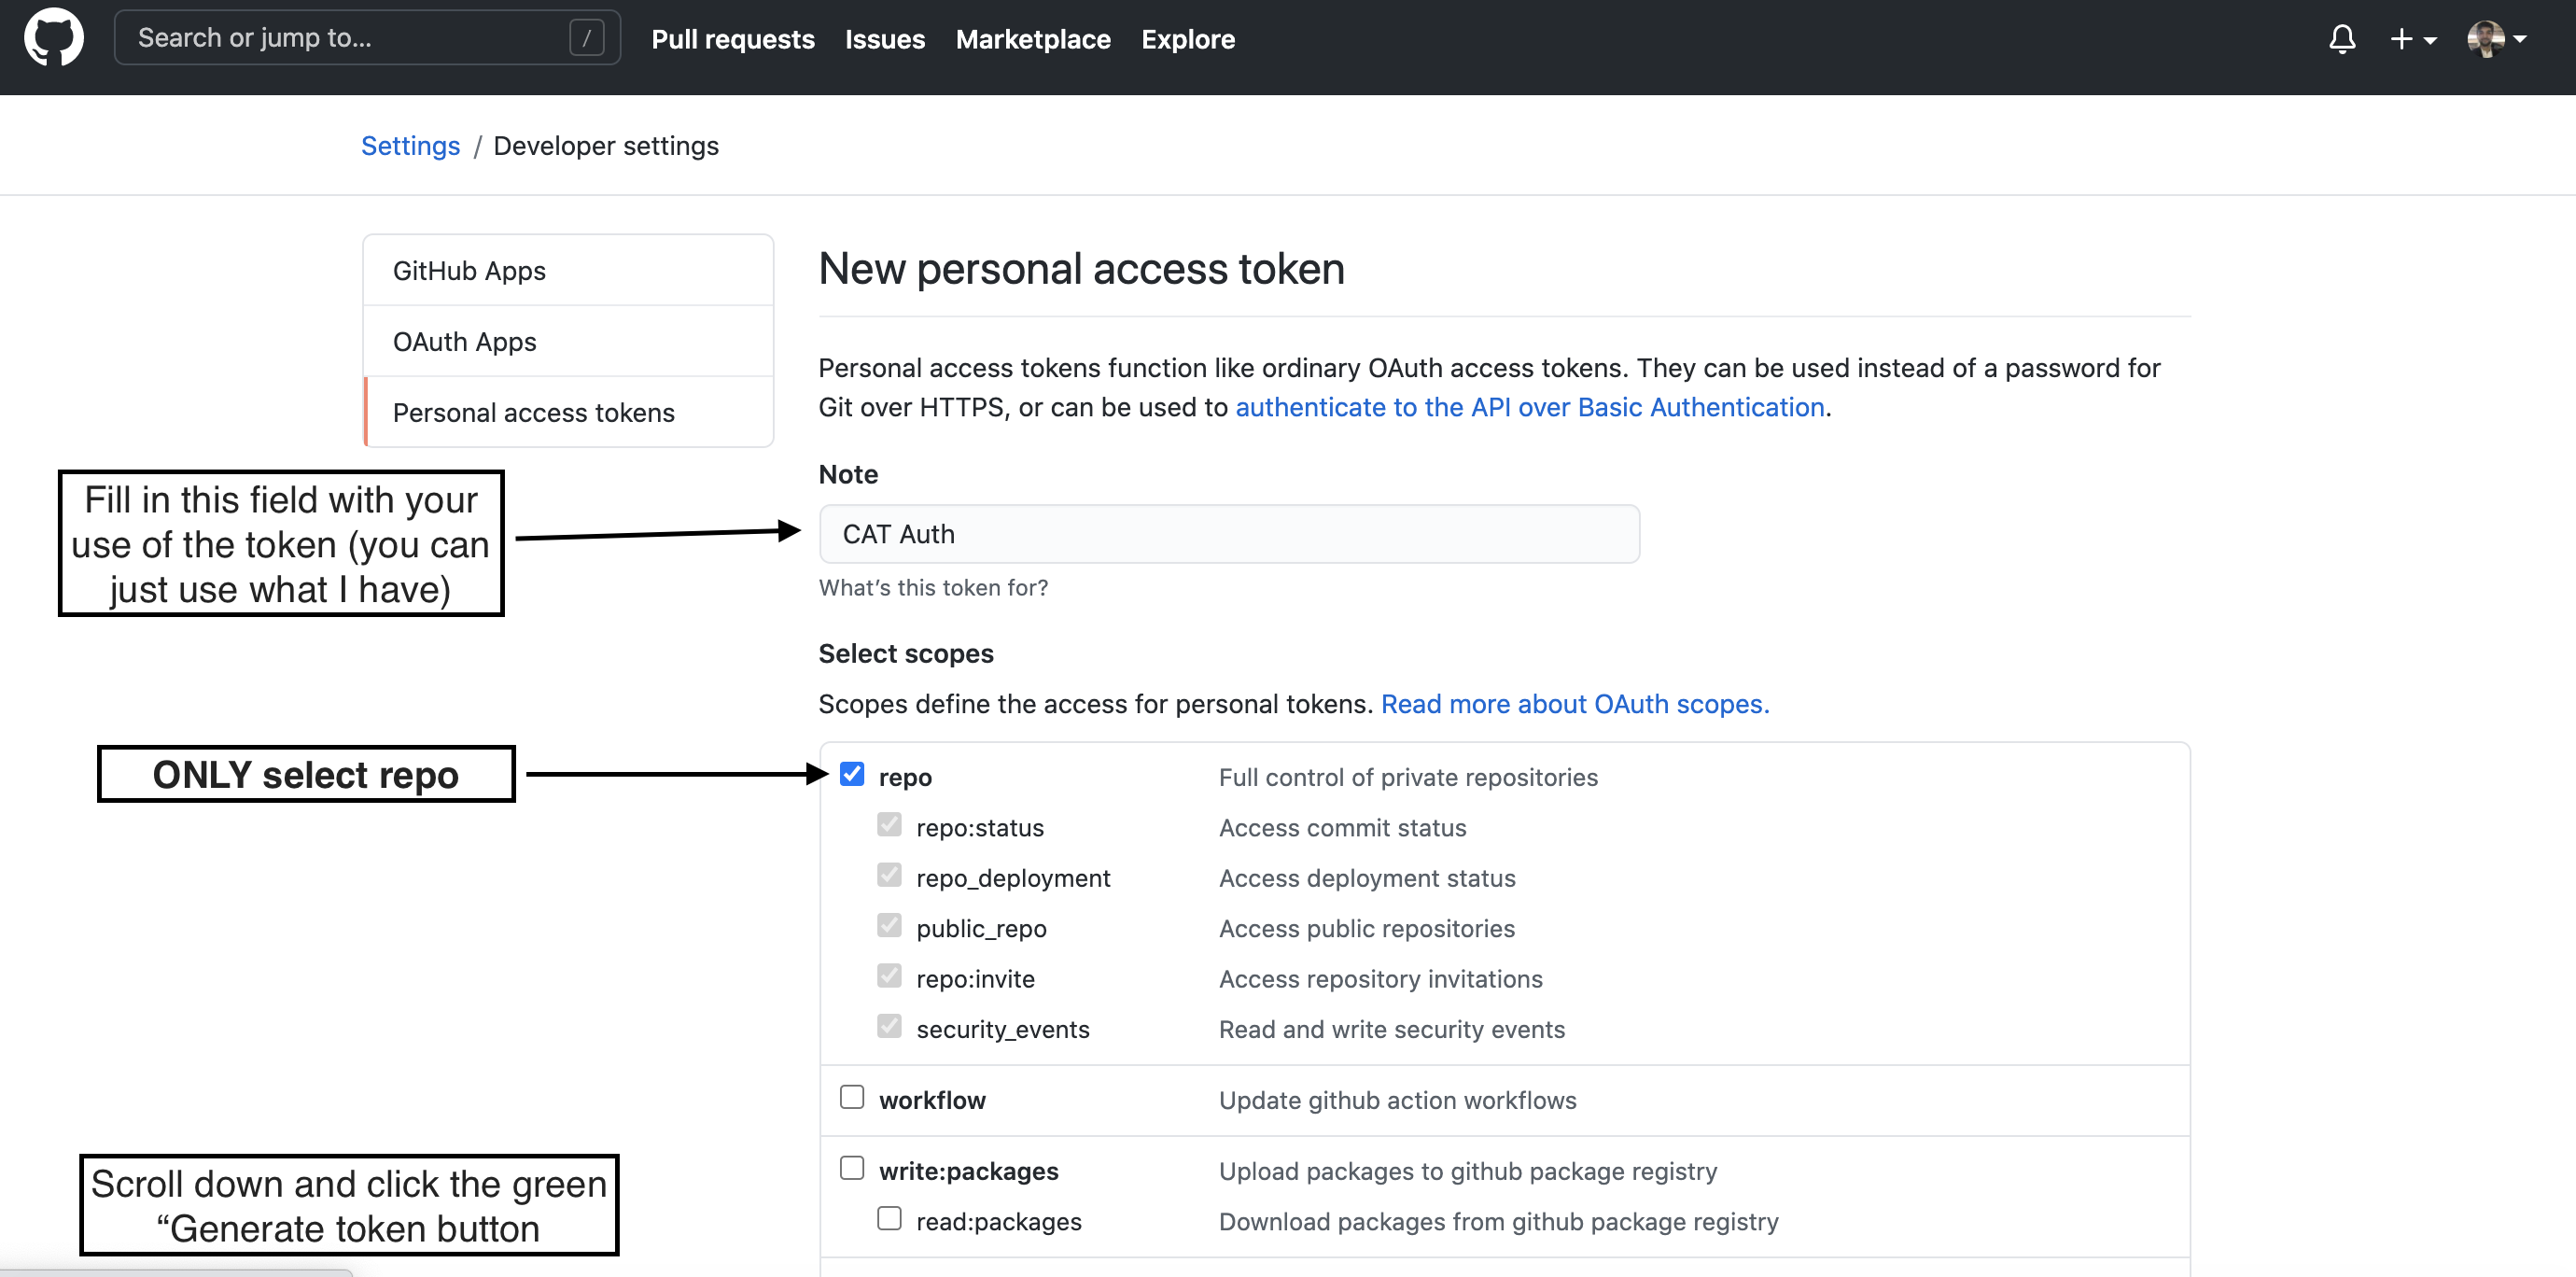 Search or jump to... /
Pull requests Issues Marketplace Explore
Settings / Developer settings
GitHub Apps
OAuth Apps
Personal access tokens
New personal access token
Personal access tokens function like ordinary OAuth access tokens. They can be used instead of a password for
Git over HTTPS, or can be used to authenticate to the API over Basic Authentication.
Fill in this field with your
use of the token (you can
just use what I have)
Note
CAT Auth
What's this token for?
Select scopes
Scopes define the access for personal tokens. Read more about OAuth scopes.
ONLY select repo
repo Full control of private repositories
repo:status Access commit status
repo_deployment Access deployment status
public_repo Access public repositories
repo:invite Access repository invitations
security_events Read and write security events
workflow Update github action workflows
write:packages Upload packages to github package registry
read:packages Download packages from github package registry
Scroll down and click the green
“Generate token button